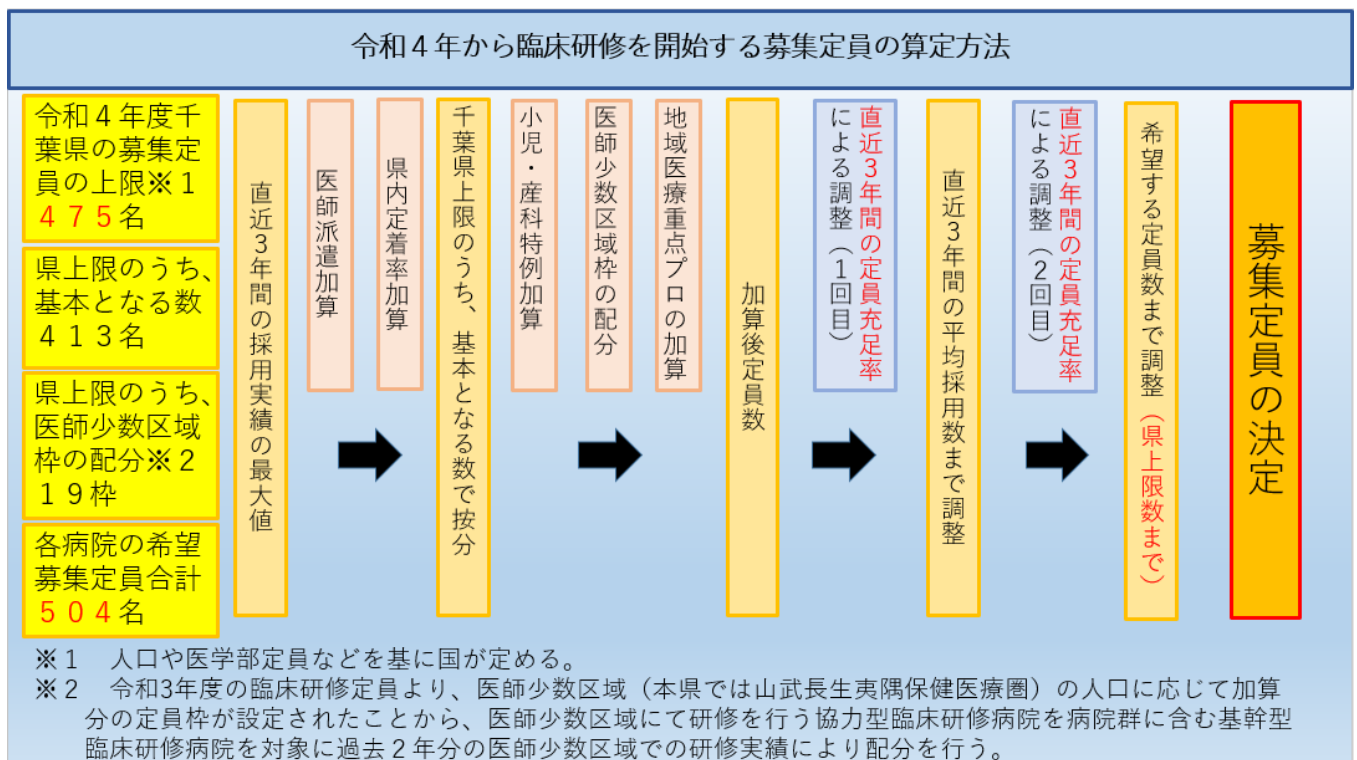 令和４年から臨床研修を開始する募集定員の算定方法
令和４年度千
葉県の募集定
員の上限※１
４７５名
県上限のうち、
基本となる数
４１３名
県上限のうち、
医師少数区域
枠の配分※２
１９枠
各病院の希望
募集定員合計
５０４名
直近３年間の採用実績の最大値
医師派遣加算
県内定着率加算
千葉県上限のうち、基本となる数で按分
小児・産科特例加算
医師少数区域枠の配分
地域医療重点プロの加算
加算後定員数
直近３年間の定員充足率
による調整（１回目）
直近３年間の平均採用数まで調整
直近３年間の定員充足率
による調整（２回目）
希望する定員数まで調整（県上限数まで）
募集定員の決定
※１　人口や医学部定員などを基に国が定める。
※２　令和3年度の臨床研修定員より、医師少数区域（本県では山武長生夷隅保健医療圏）の人口に応じて加算
分の定員枠が設定されたことから、医師少数区域にて研修を行う協力型臨床研修病院を病院群に含む基幹型
臨床研修病院を対象に過去２年分の医師少数区域での研修実績により配分を行う。